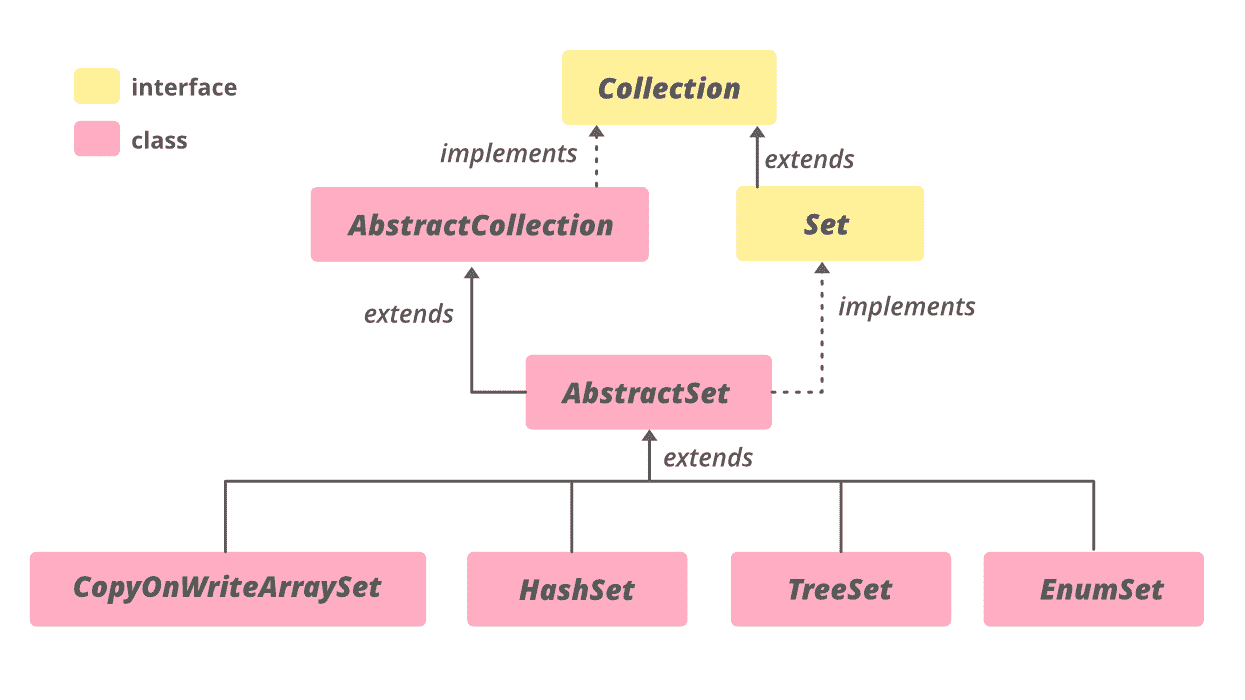 interface
class
Collection
implements
extends
AbstractCollection
Set
extends
implements
AbstractSet
extends
CopyOnWriteArraySet
HashSet
TreeSet
EnumSet